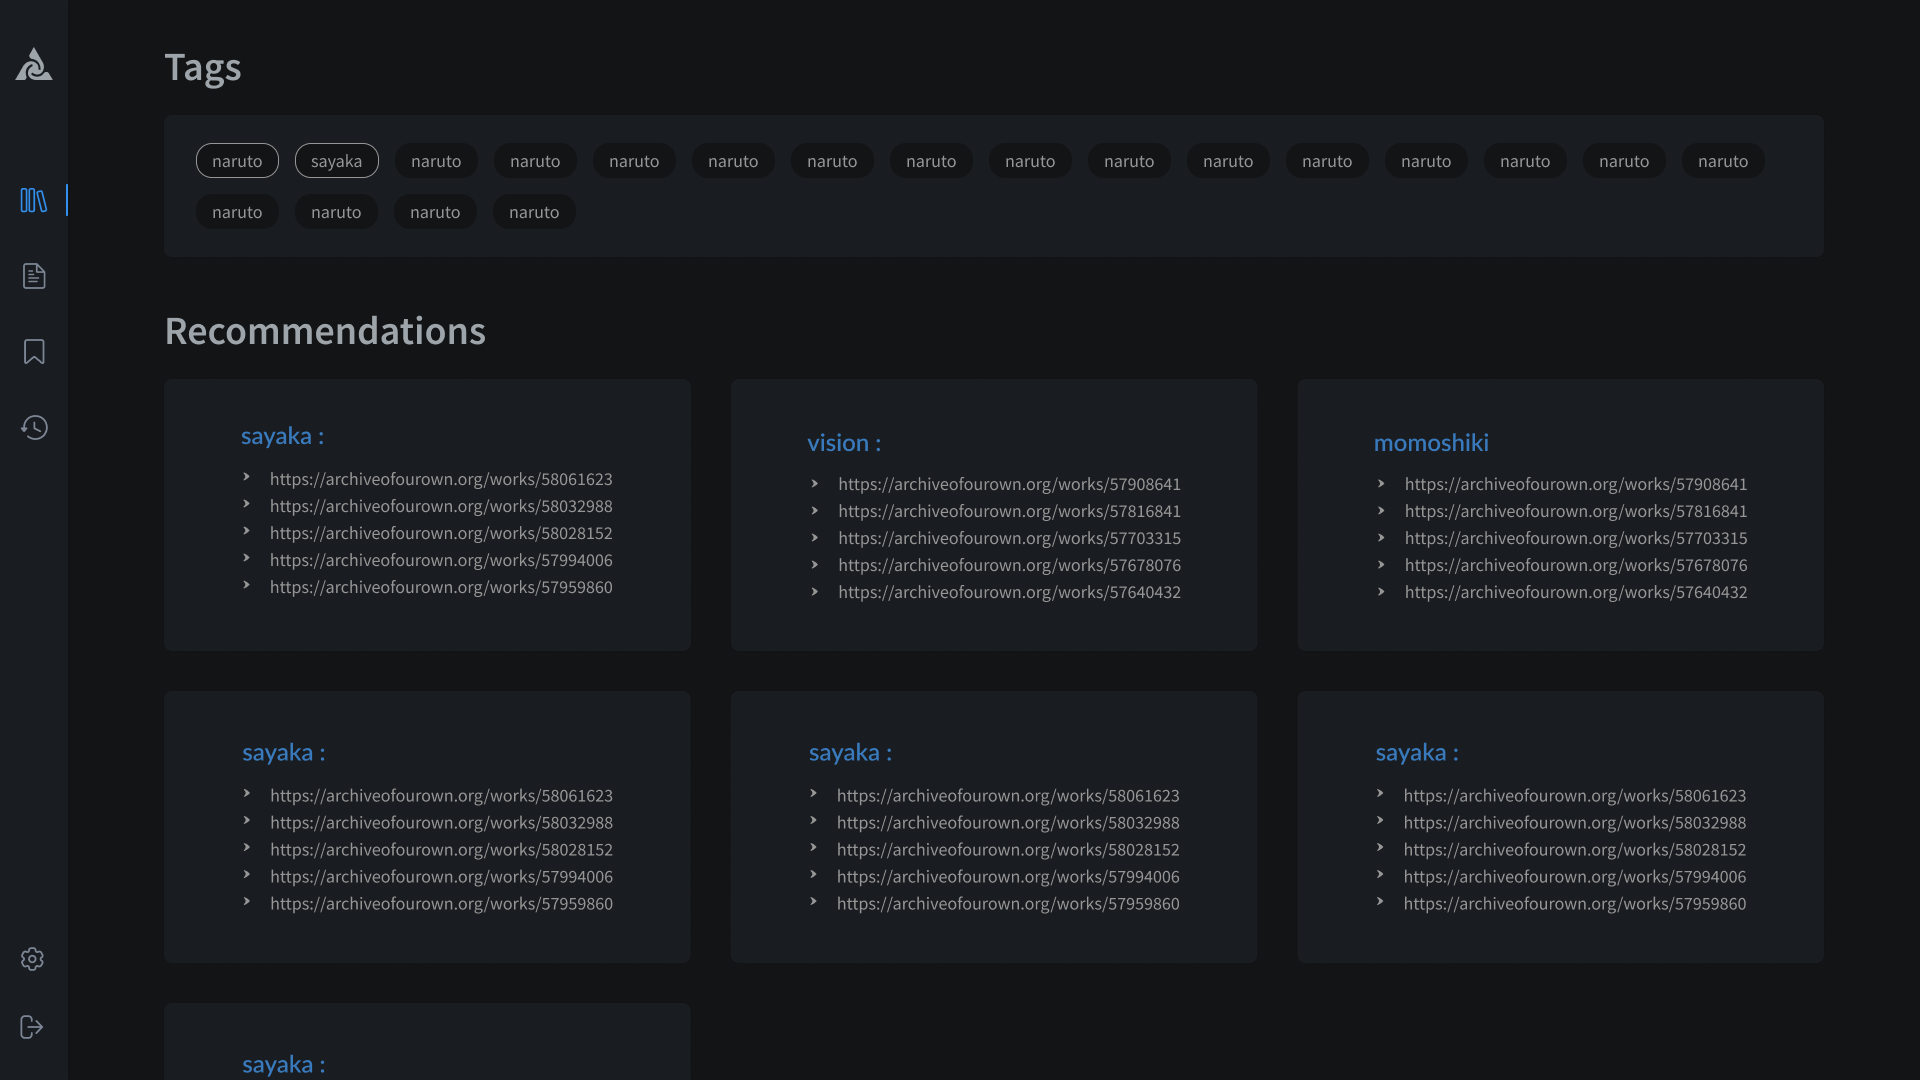 Tags
naruto sayaka naruto naruto naruto naruto naruto naruto naruto naruto naruto naruto naruto naruto naruto naruto
naruto naruto naruto naruto
Recommendations
sayaka :
https://archiveofourown.org/works/58061623
https://archiveofourown.org/works/58032988
https://archiveofourown.org/works/58028152
https://archiveofourown.org/works/57994006
https://archiveofourown.org/works/57959860
vision :
https://archiveofourown.org/works/57908641
https://archiveofourown.org/works/57816841
https://archiveofourown.org/works/57703315
https://archiveofourown.org/works/57678076
https://archiveofourown.org/works/57640432
momoshiki
https://archiveofourown.org/works/57908641
https://archiveofourown.org/works/57816841
https://archiveofourown.org/works/57703315
https://archiveofourown.org/works/57678076
https://archiveofourown.org/works/57640432
sayaka :
https://archiveofourown.org/works/58061623
https://archiveofourown.org/works/58032988
https://archiveofourown.org/works/58028152
https://archiveofourown.org/works/57994006
https://archiveofourown.org/works/57959860
sayaka :
https://archiveofourown.org/works/58061623
https://archiveofourown.org/works/58032988
https://archiveofourown.org/works/58028152
https://archiveofourown.org/works/57994006
https://archiveofourown.org/works/57959860
sayaka :
https://archiveofourown.org/works/58061623
https://archiveofourown.org/works/58032988
https://archiveofourown.org/works/58028152
https://archiveofourown.org/works/57994006
https://archiveofourown.org/works/57959860
sayaka :